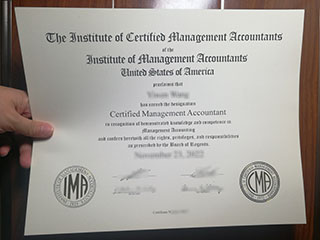 The Institute of Certified Management Accountants
of the
Institute of Management Accountants
United States of America
proclaims that
has earned the designation
Certified Management Accountant
in recognition of demonstrated knowledge and competence in
Management Accounting
and confers herewith all the rights, privileges, and responsibilities
as prescribed by the Board of Regents.
November 23, 2022
IMA
CMA